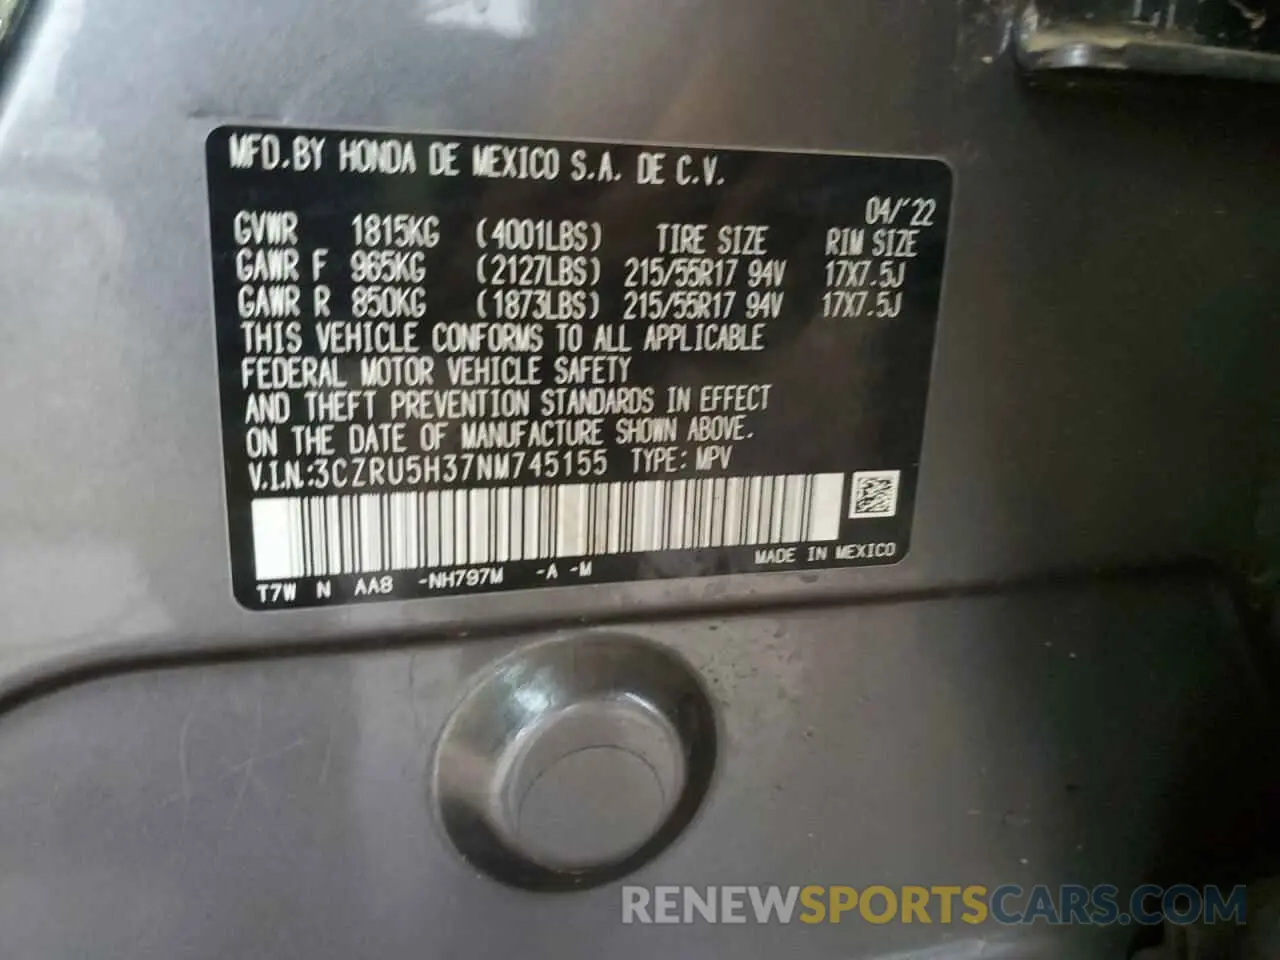 MFD.BY HONDA DE MEXICO S.A. DE C.V.
04/'22
GVWR 1815KG (4001LBS) TIRE SIZE RIM SIZE
GAWR F 965KG (2127LBS) 215/55R17 94V 17X7.5J
GAWR R 850KG (1873LBS) 215/55R17 94V 17X7.5J
THIS VEHICLE CONFORMS TO ALL APPLICABLE
FEDERAL MOTOR VEHICLE SAFETY
AND THEFT PREVENTION STANDARDS IN EFFECT
ON THE DATE OF MANUFACTURE SHOWN ABOVE.
V.I.N.:3CZRU5H37NM745155 TYPE: MPV
MADE IN MEXICO
T7W N AA8 -NH797M -A -M
RENEWSPORTSCARS.COM